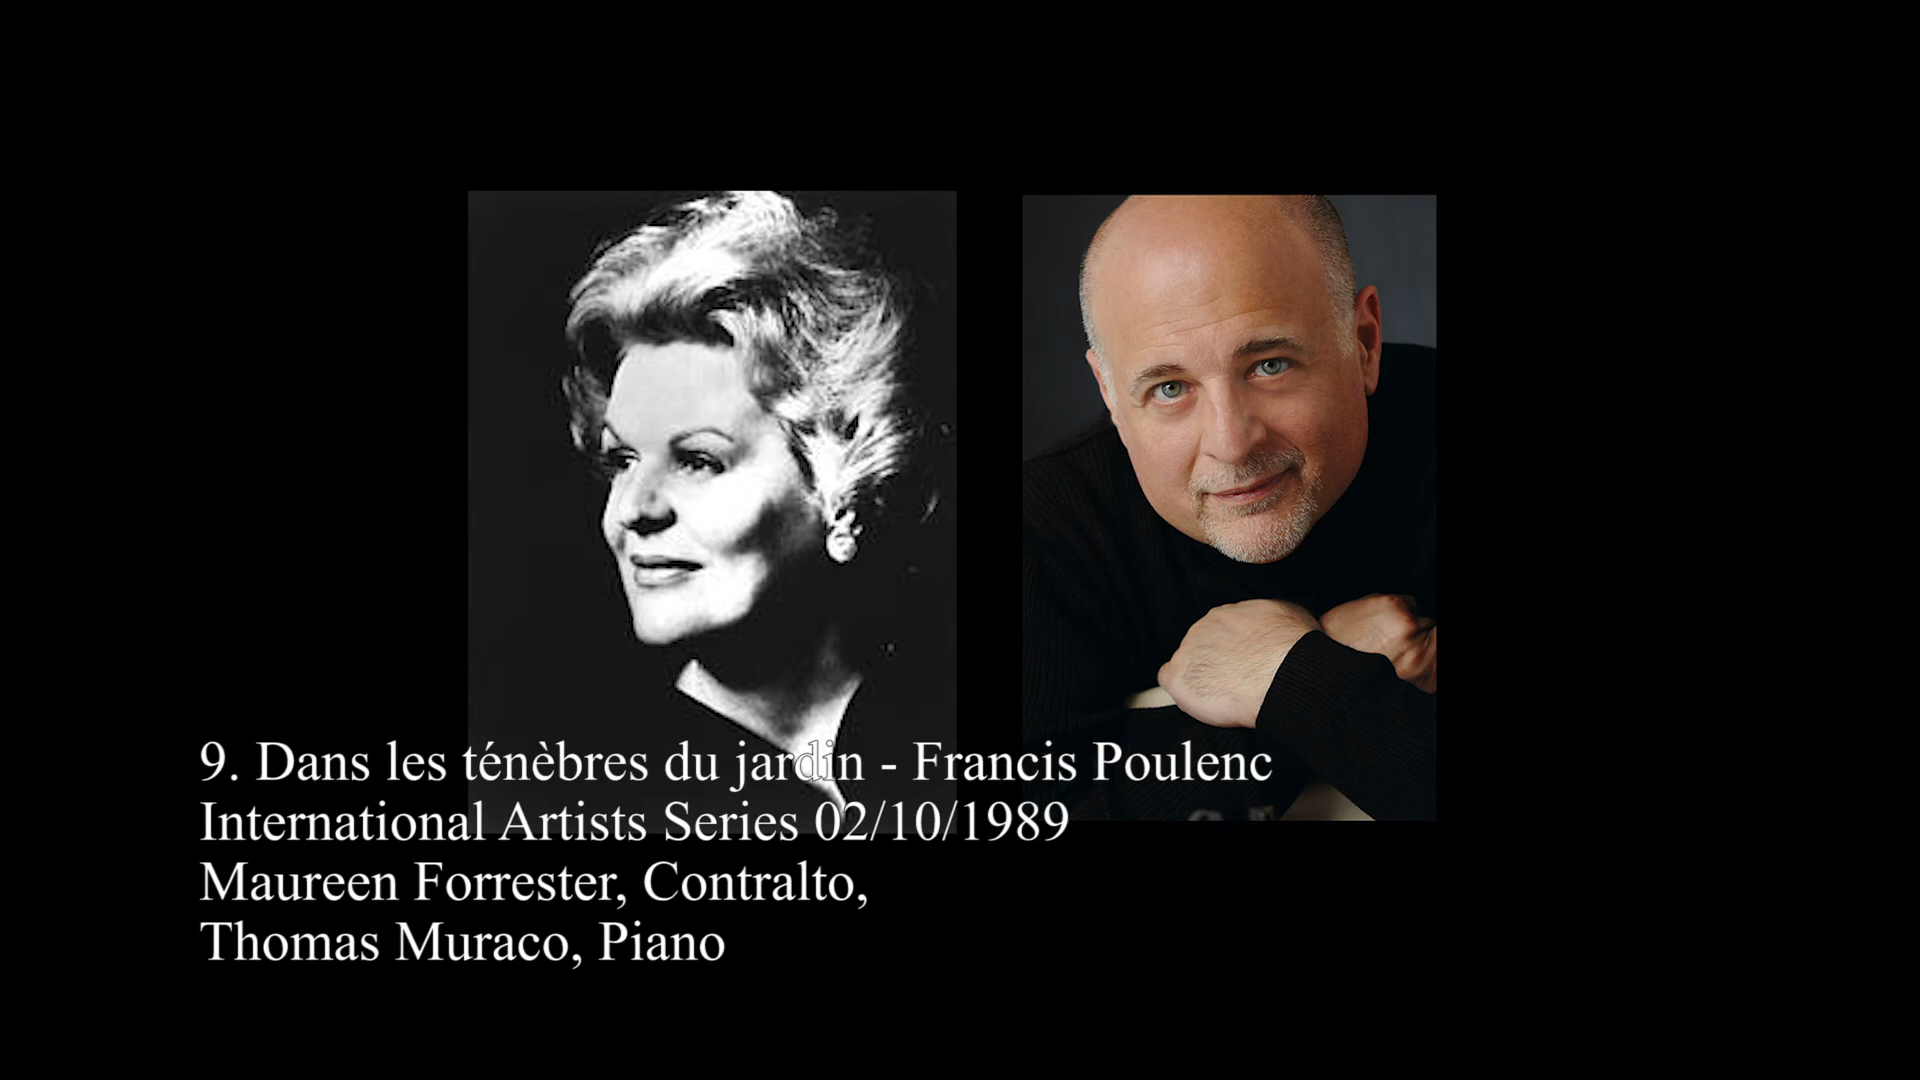 9. Dans les ténèbres du jardin - Francis Poulenc
International Artists Series 02/10/1989
Maureen Forrester, Contralto,
Thomas Muraco, Piano